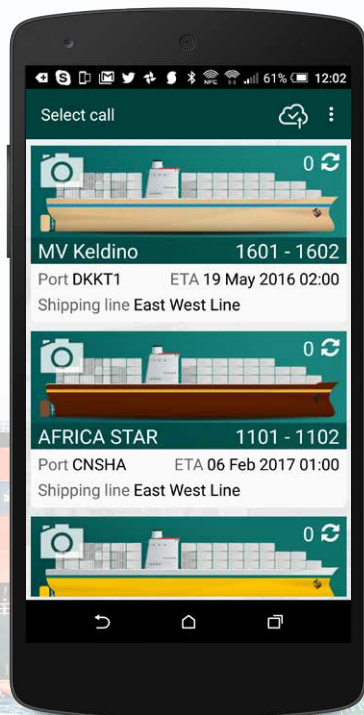 NFC 61% 12:02
Select call
0
MV Keldino 1601 - 1602
Port DKKT1 ETA 19 May 2016 02:00
Shipping line East West Line
0
AFRICA STAR 1101 - 1102
Port CNSHA ETA 06 Feb 2017 01:00
Shipping line East West Line
0